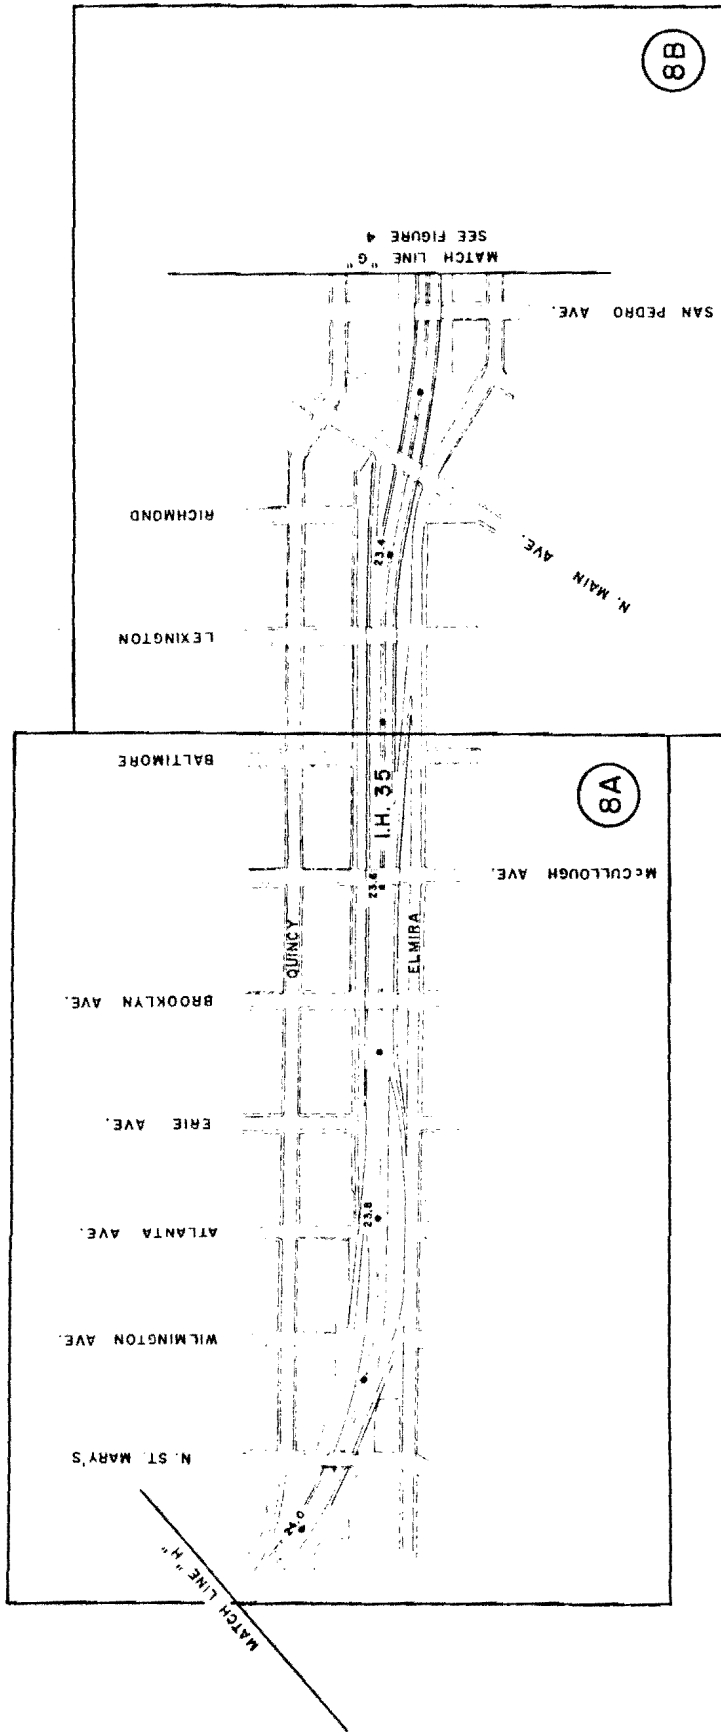 8B
MATCH LINE "G"
SEE FIGURE 4
SAN PEDRO AVE.
RICHMOND
23.4
N. MAIN AVE.
LEXINGTON
BALTIMORE
I.H. 35
8A
McCULLOUGH AVE.
23.6
QUINCY
ELMIRA
BROOKLYN AVE.
ERIE AVE.
ATLANTA AVE.
23.8
WILMINGTON AVE.
N. ST. MARY'S
24.0
MATCH LINE "H"